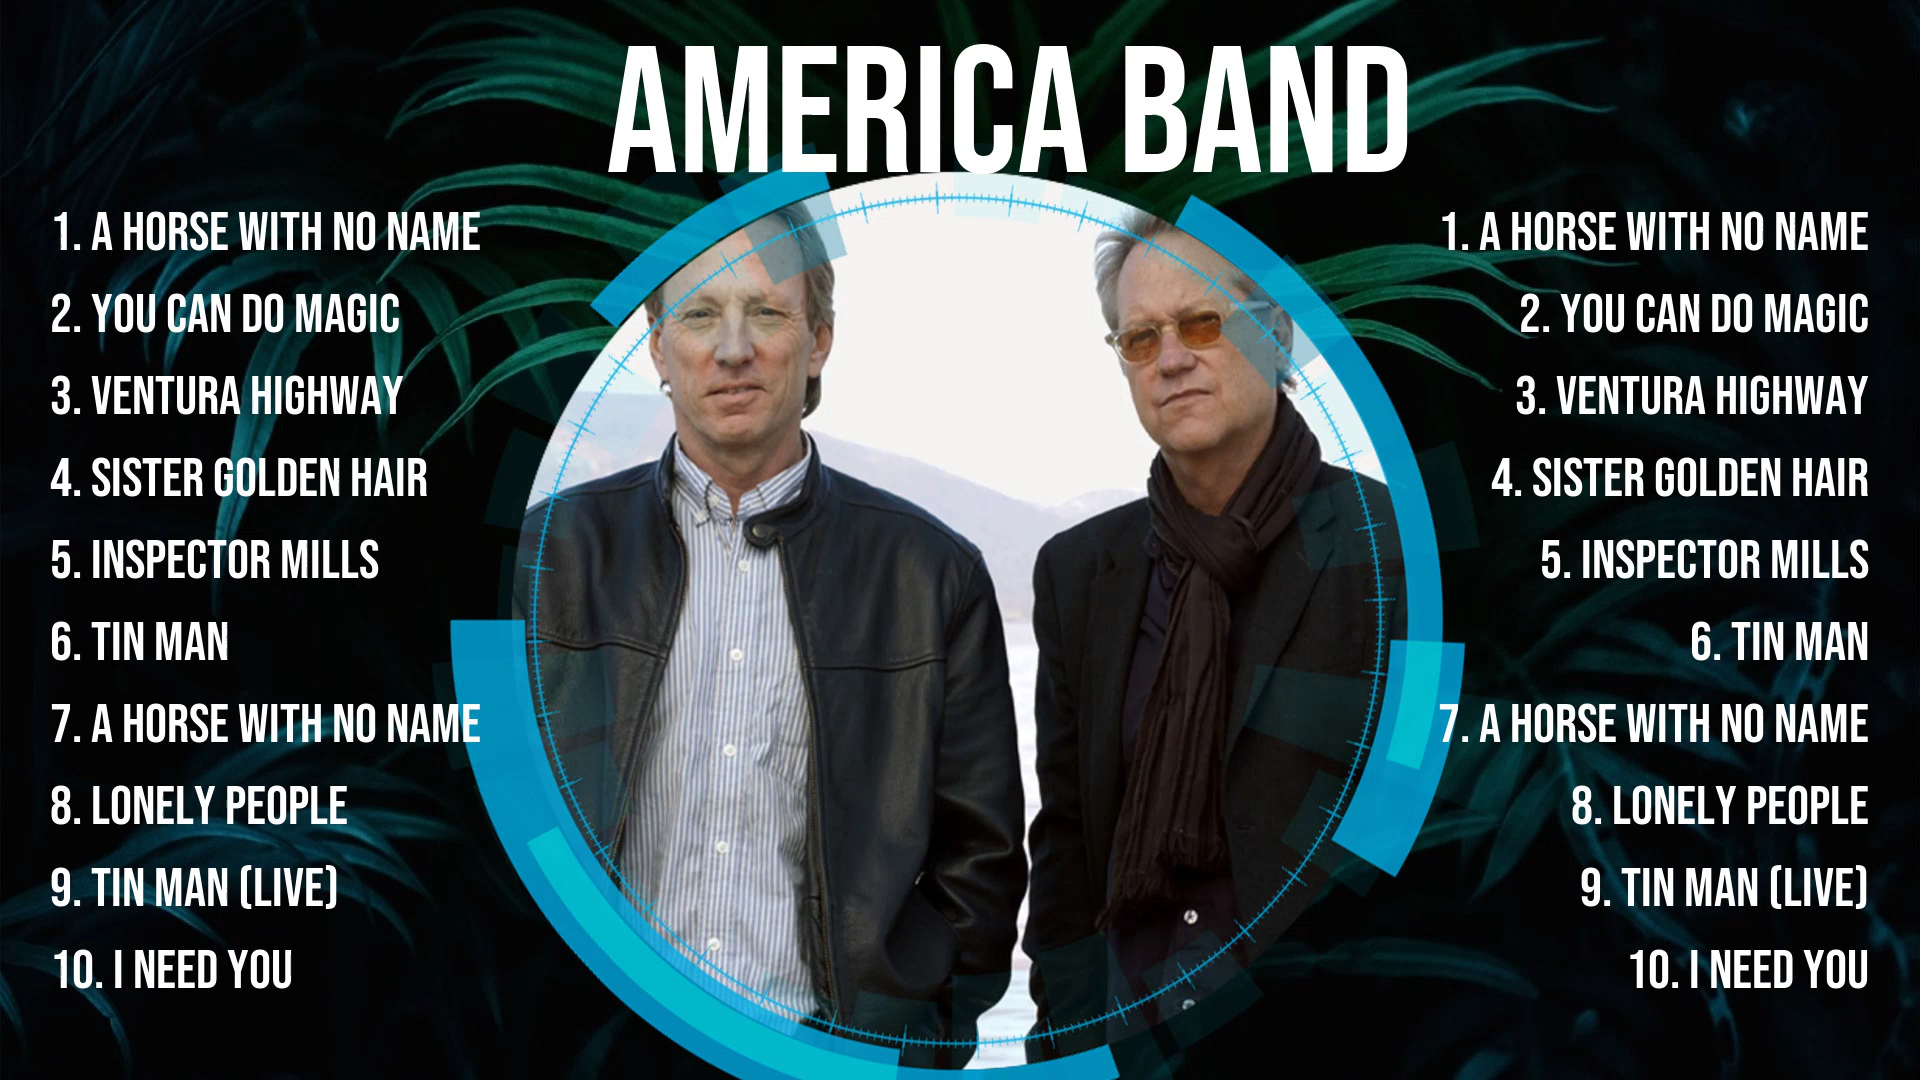 AMERICA BAND
1. A HORSE WITH NO NAME
2. YOU CAN DO MAGIC
3. VENTURA HIGHWAY
4. SISTER GOLDEN HAIR
5. INSPECTOR MILLS
6. TIN MAN
7. A HORSE WITH NO NAME
8. LONELY PEOPLE
9. TIN MAN (LIVE)
10. I NEED YOU
1. A HORSE WITH NO NAME
2. YOU CAN DO MAGIC
3. VENTURA HIGHWAY
4. SISTER GOLDEN HAIR
5. INSPECTOR MILLS
6. TIN MAN
7. A HORSE WITH NO NAME
8. LONELY PEOPLE
9. TIN MAN (LIVE)
10. I NEED YOU